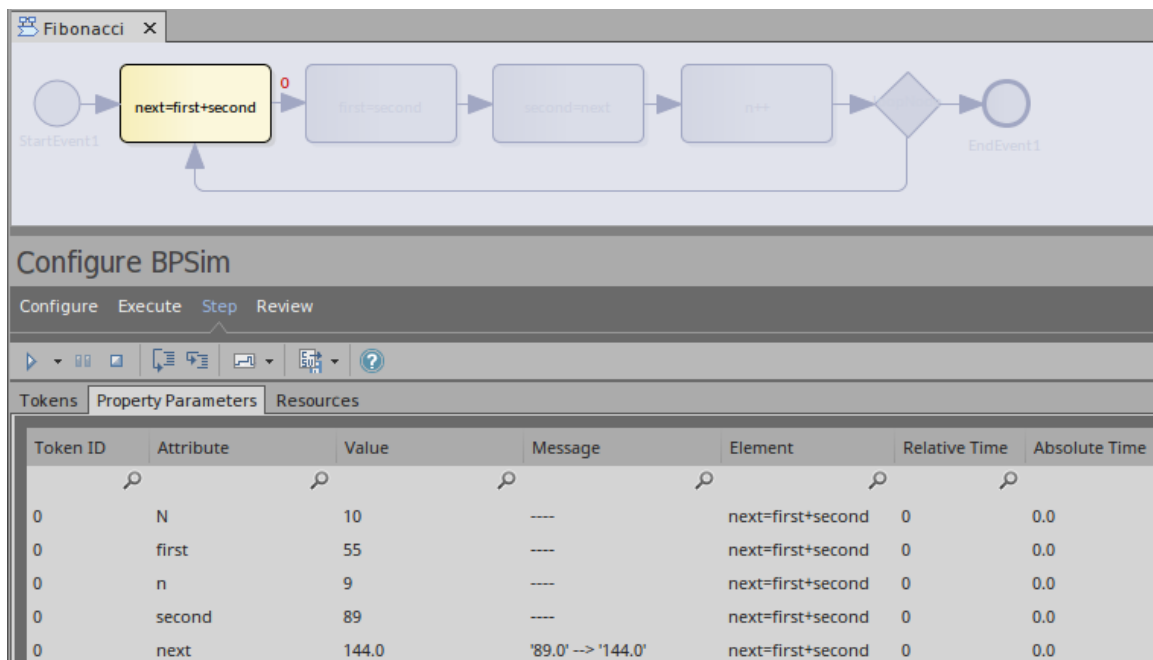 Fibonacci X
0
next=first+second first=second second=next n++
StartEvent1
EndEvent1
Configure BPSim
Configure Execute Step Review
Tokens Property Parameters Resources
Token ID Attribute Value Message Element Relative Time Absolute Time
0 N 10 ---- next=first+second 0 0.0
0 first 55 ---- next=first+second 0 0.0
0 n 9 ---- next=first+second 0 0.0
0 second 89 ---- next=first+second 0 0.0
0 next 144.0 '89.0' --> '144.0' next=first+second 0 0.0